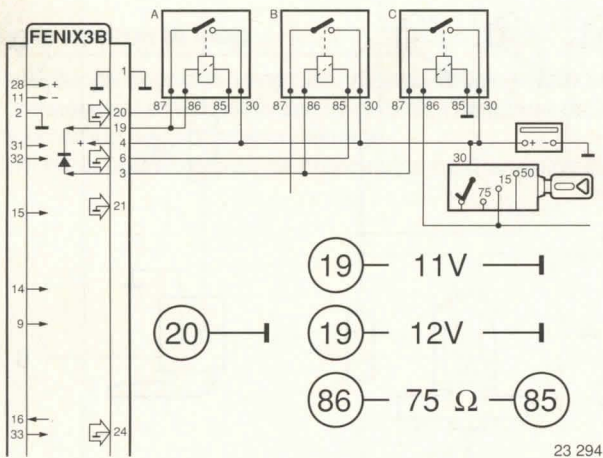 A B C
FENIX3B
87 86 85 30 87 86 85 30 87 86 85 30
28 + 1
11 −
2 20
19
31 + 4
32 6
3
15 21
14
9
16 24
33
+ −
30
75 15 50
19 11V
20 19 12V
86 75 Ω 85
23 294